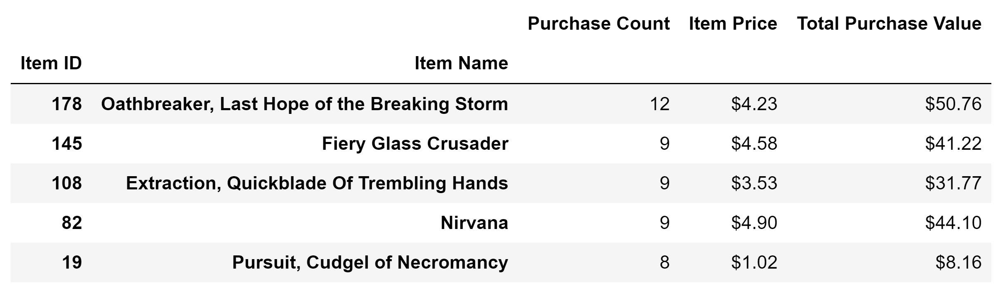 Purchase Count Item Price Total Purchase Value
Item ID Item Name
178 Oathbreaker, Last Hope of the Breaking Storm 12 $4.23 $50.76
145 Fiery Glass Crusader 9 $4.58 $41.22
108 Extraction, Quickblade Of Trembling Hands 9 $3.53 $31.77
82 Nirvana 9 $4.90 $44.10
19 Pursuit, Cudgel of Necromancy 8 $1.02 $8.16